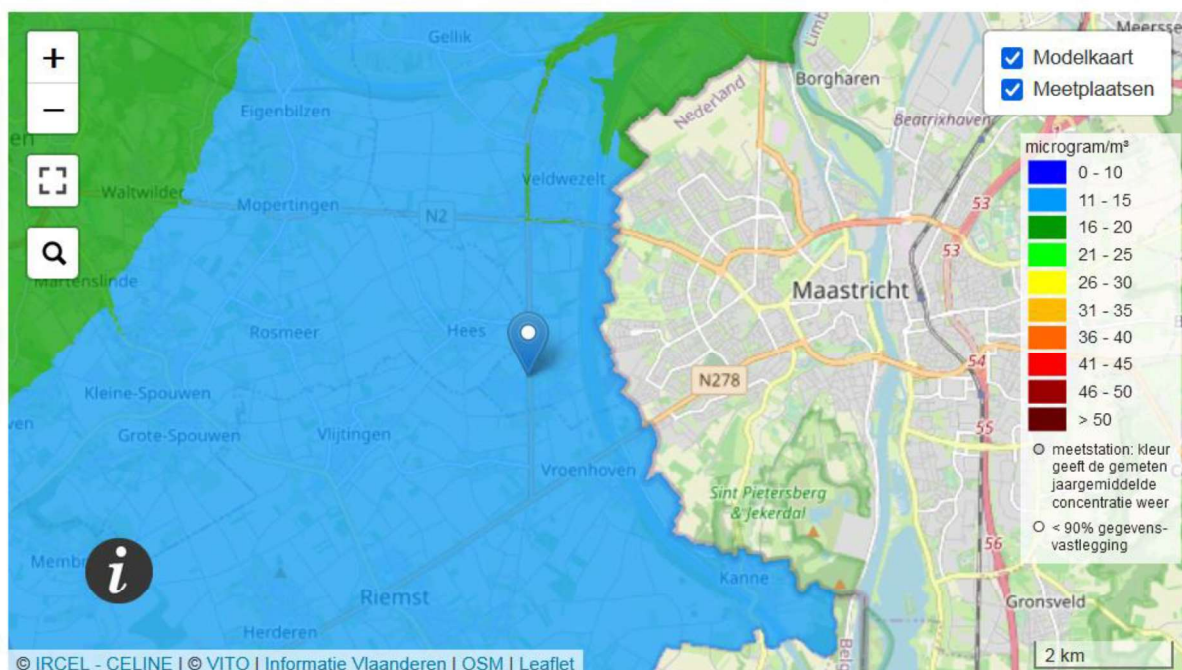 +
−
Gellik
Eigenbilzen
Waltwilder
Mopertingen
N2
Veldwezelt
Martenslinde
Rosmeer
Hees
Kleine-Spouwen
Grote-Spouwen
Vlijtingen
Vroenhoven
Riemst
Herderen
Kanne
Nederland
Borgharen
Beatrixhaven
Maastricht
N278
Sint Pietersberg
& Jekerdal
Gronsveld
53
53
54
55
56
i
Modelkaart
Meetplaatsen
microgram/m³
0 - 10
11 - 15
16 - 20
21 - 25
26 - 30
31 - 35
36 - 40
41 - 45
46 - 50
> 50
meetstation: kleur
geeft de gemeten
jaargemiddelde
concentratie weer
< 90% gegevens-
vastlegging
2 km
© IRCEL - CELINE | © VITO | Informatie Vlaanderen | OSM | Leaflet